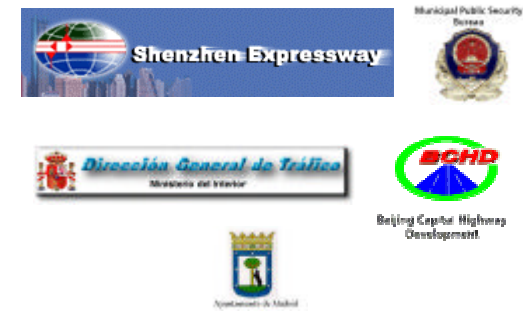 Shenzhen Expressway
Municipal Public Security
Bureau
Dirección General de Tráfico
Ministerio del Interior
BCHD
Beijing Capital Highway
Development
Ayuntamiento de Madrid